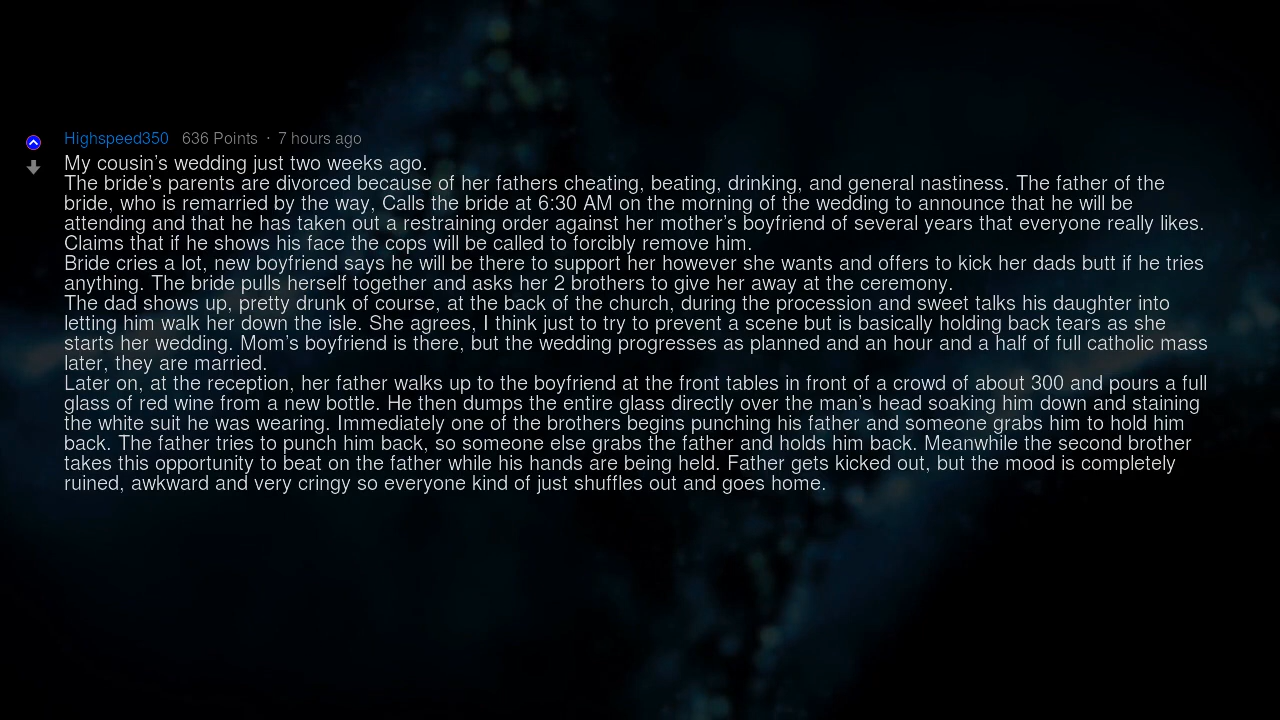 Highspeed350 636 Points · 7 hours ago
My cousin's wedding just two weeks ago.
The bride's parents are divorced because of her fathers cheating, beating, drinking, and general nastiness. The father of the
bride, who is remarried by the way, Calls the bride at 6:30 AM on the morning of the wedding to announce that he will be
attending and that he has taken out a restraining order against her mother's boyfriend of several years that everyone really likes.
Claims that if he shows his face the cops will be called to forcibly remove him.
Bride cries a lot, new boyfriend says he will be there to support her however she wants and offers to kick her dads butt if he tries
anything. The bride pulls herself together and asks her 2 brothers to give her away at the ceremony.
The dad shows up, pretty drunk of course, at the back of the church, during the procession and sweet talks his daughter into
letting him walk her down the isle. She agrees, I think just to try to prevent a scene but is basically holding back tears as she
starts her wedding. Mom's boyfriend is there, but the wedding progresses as planned and an hour and a half of full catholic mass
later, they are married.
Later on, at the reception, her father walks up to the boyfriend at the front tables in front of a crowd of about 300 and pours a full
glass of red wine from a new bottle. He then dumps the entire glass directly over the man's head soaking him down and staining
the white suit he was wearing. Immediately one of the brothers begins punching his father and someone grabs him to hold him
back. The father tries to punch him back, so someone else grabs the father and holds him back. Meanwhile the second brother
takes this opportunity to beat on the father while his hands are being held. Father gets kicked out, but the mood is completely
ruined, awkward and very cringy so everyone kind of just shuffles out and goes home.